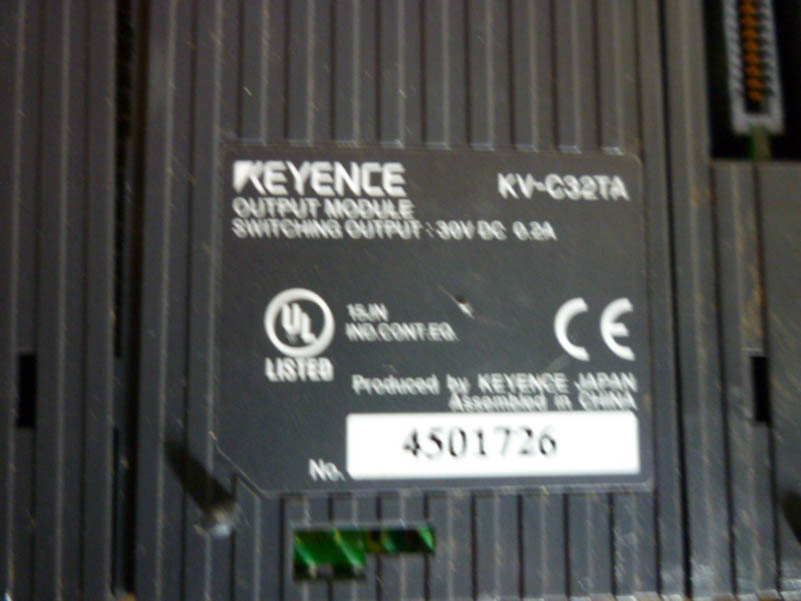 KEYENCE KV-C32TA
OUTPUT MODULE
SWITCHING OUTPUT : 30V DC 0.2A
UL
LISTED
15JN
IND.CONT.EQ.
CE
Produced by KEYENCE JAPAN
Assembled in CHINA
No. 4501726